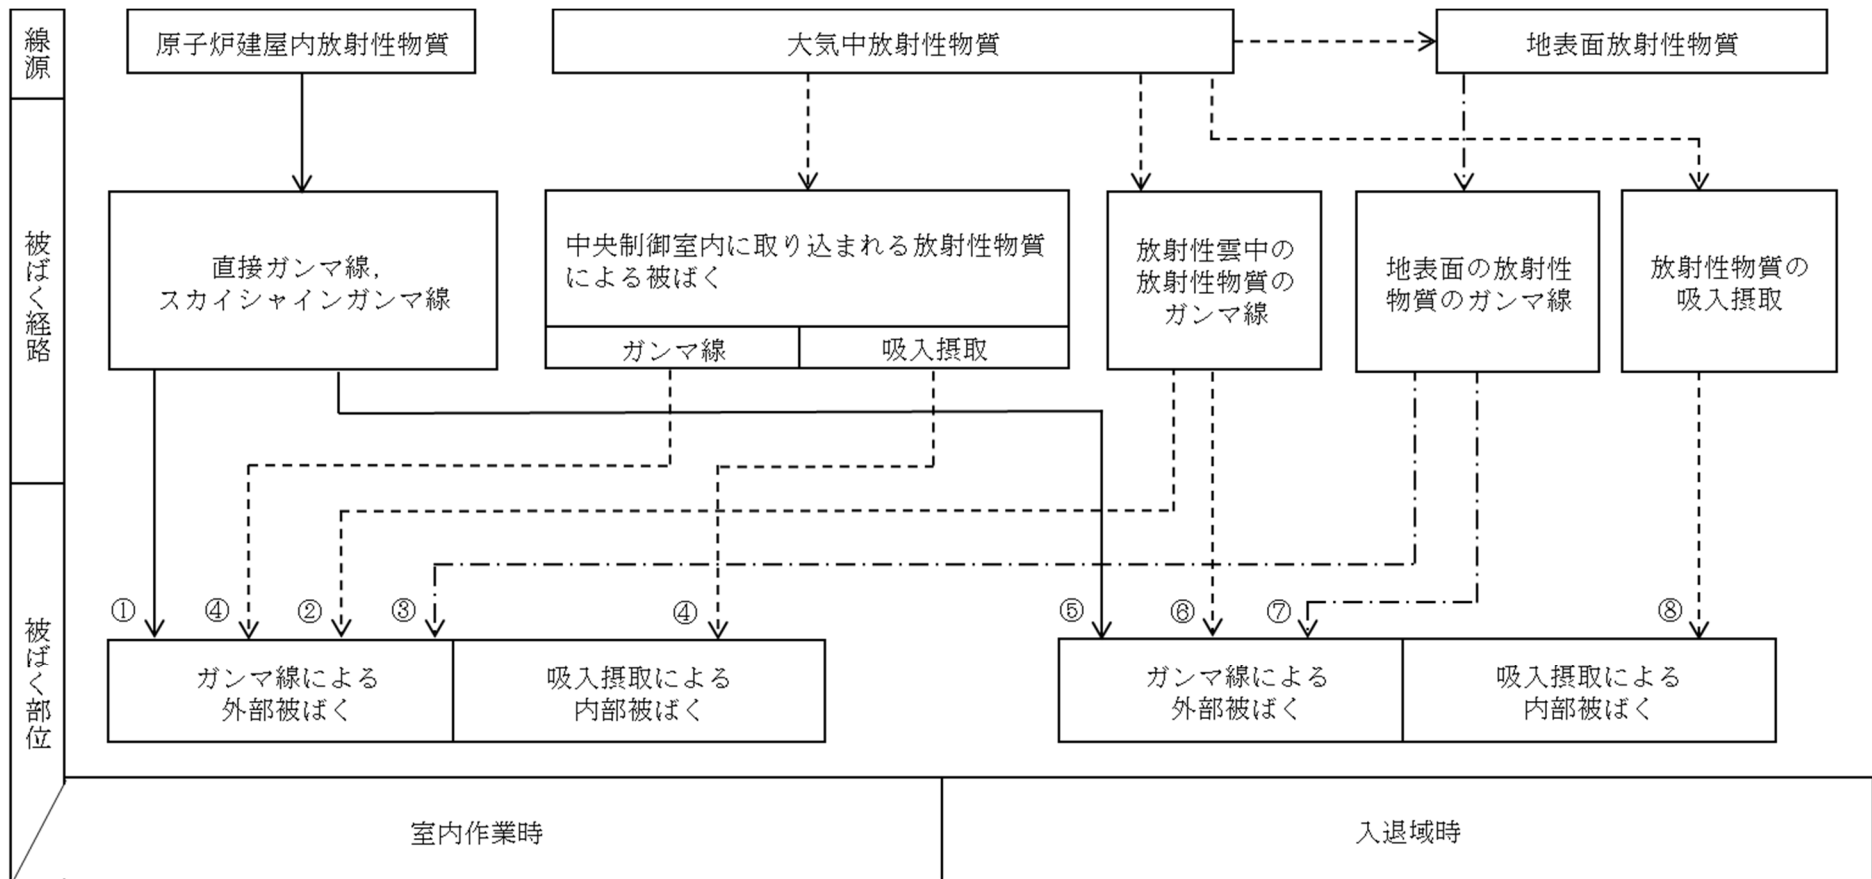 線源
原子炉建屋内放射性物質
大気中放射性物質
地表面放射性物質
被ばく経路
直接ガンマ線,
スカイシャインガンマ線
中央制御室内に取り込まれる放射性物質
による被ばく
ガンマ線
吸入摂取
放射性雲中の
放射性物質の
ガンマ線
地表面の放射性
物質のガンマ線
放射性物質の
吸入摂取
被ばく部位
①
④
②
③
④
⑤
⑥
⑦
⑧
ガンマ線による
外部被ばく
吸入摂取による
内部被ばく
ガンマ線による
外部被ばく
吸入摂取による
内部被ばく
室内作業時
入退域時